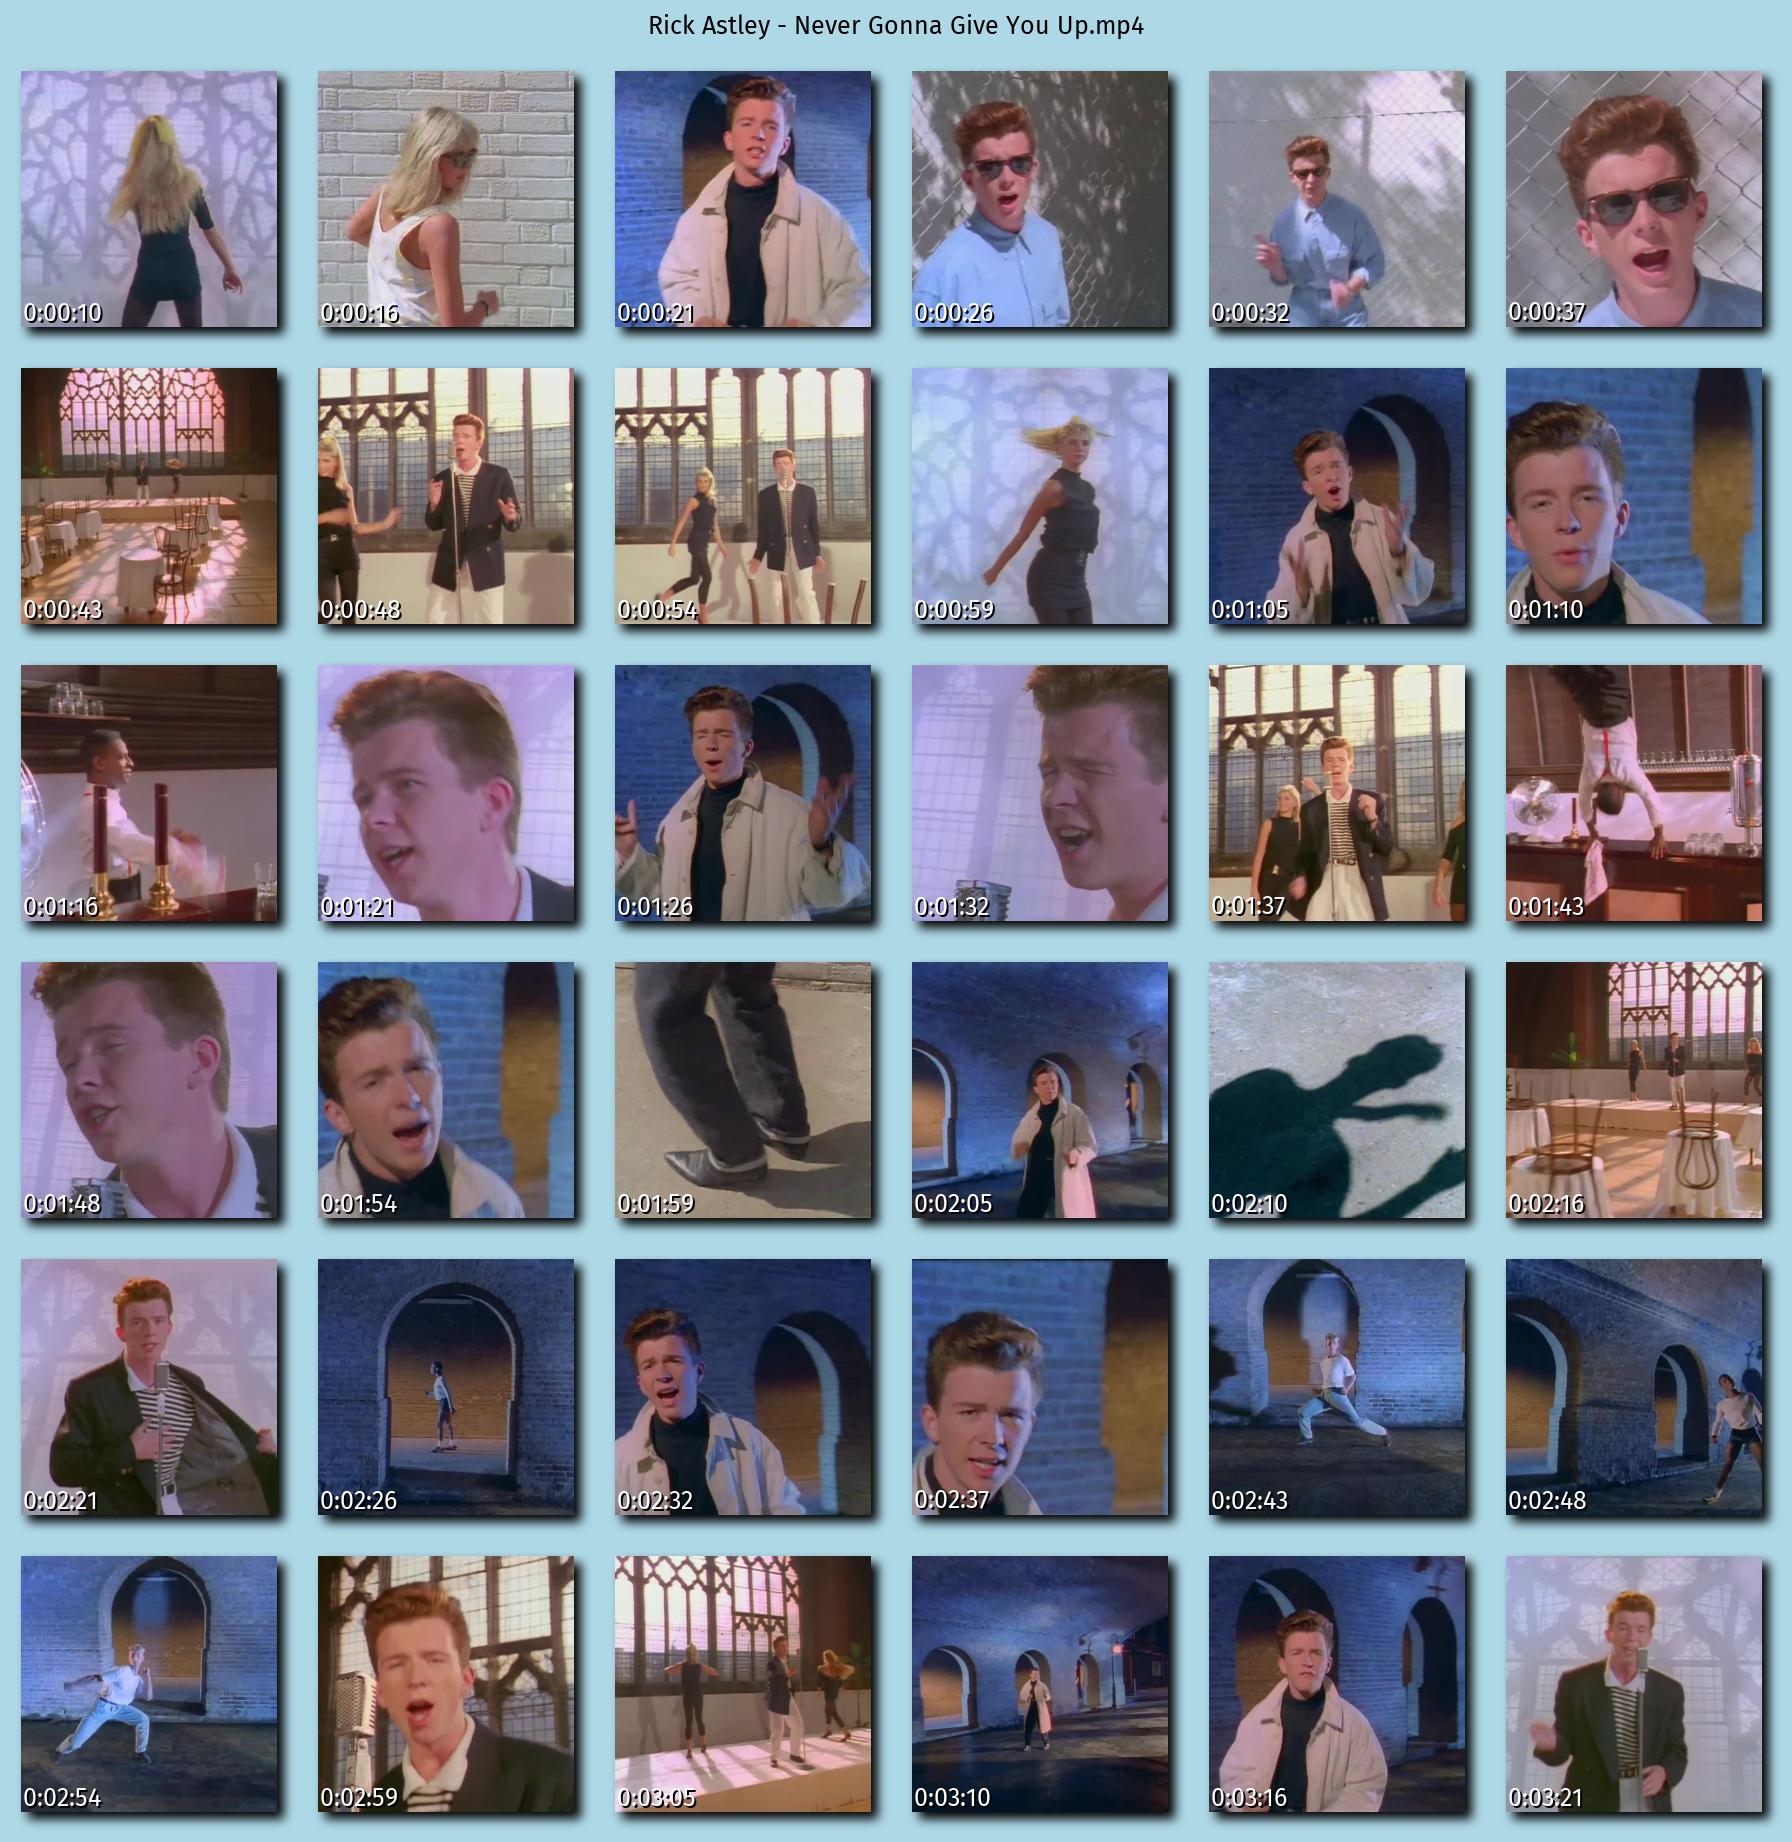 Rick Astley - Never Gonna Give You Up.mp4
0:00:10 0:00:16 0:00:21 0:00:26 0:00:32 0:00:37
0:00:43 0:00:48 0:00:54 0:00:59 0:01:05 0:01:10
0:01:16 0:01:21 0:01:26 0:01:32 0:01:37 0:01:43
0:01:48 0:01:54 0:01:59 0:02:05 0:02:10 0:02:16
0:02:21 0:02:26 0:02:32 0:02:37 0:02:43 0:02:48
0:02:54 0:02:59 0:03:05 0:03:10 0:03:16 0:03:21